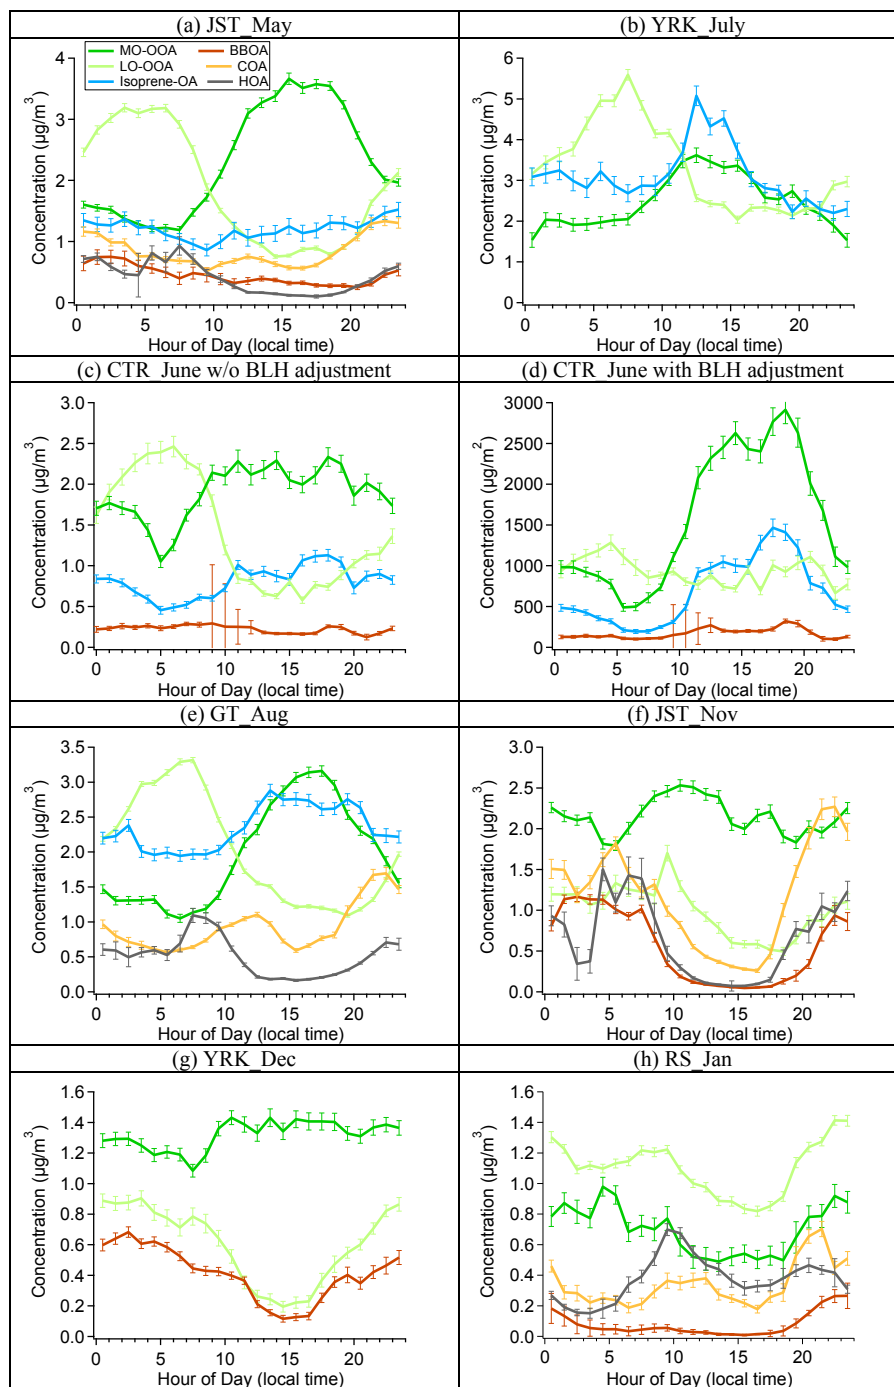 (a) JST_May
(b) YRK_July
MO-OOA
BBOA
LO-OOA
COA
Isoprene-OA
HOA
Concentration (µg/m³)
4
3
2
1
0
0 5 10 15 20
Hour of Day (local time)
Concentration (µg/m³)
6
5
4
3
2
1
0
0 5 10 15 20
Hour of Day (local time)
(c) CTR_June w/o BLH adjustment
(d) CTR_June with BLH adjustment
Concentration (µg/m³)
3.0
2.5
2.0
1.5
1.0
0.5
0.0
0 5 10 15 20
Hour of Day (local time)
Concentration (µg/m²)
3000
2500
2000
1500
1000
500
0
0 5 10 15 20
Hour of Day (local time)
(e) GT_Aug
(f) JST_Nov
Concentration (µg/m³)
3.5
3.0
2.5
2.0
1.5
1.0
0.5
0.0
0 5 10 15 20
Hour of Day (local time)
Concentration (µg/m³)
3.0
2.5
2.0
1.5
1.0
0.5
0.0
0 5 10 15 20
Hour of Day (local time)
(g) YRK_Dec
(h) RS_Jan
Concentration (µg/m³)
1.6
1.4
1.2
1.0
0.8
0.6
0.4
0.2
0.0
0 5 10 15 20
Hour of Day (local time)
Concentration (µg/m³)
1.6
1.4
1.2
1.0
0.8
0.6
0.4
0.2
0.0
0 5 10 15 20
Hour of Day (local time)